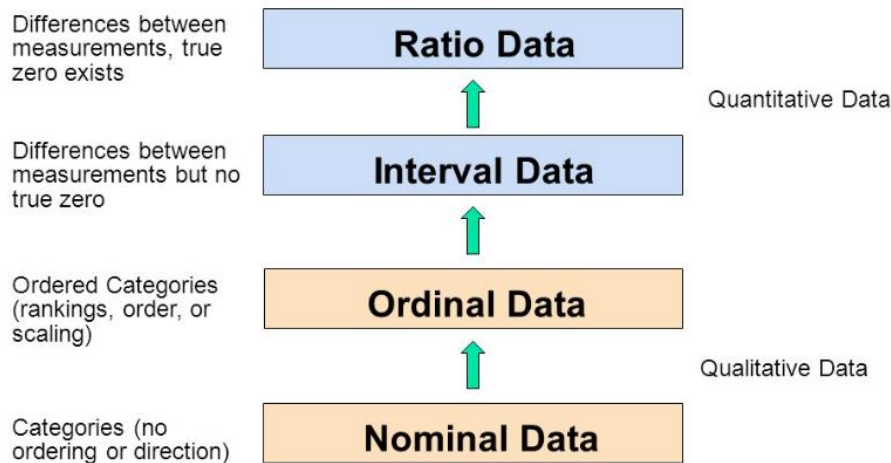 Differences between
measurements, true
zero exists
Ratio Data
Quantitative Data
Differences between
measurements but no
true zero
Interval Data
Ordered Categories
(rankings, order, or
scaling)
Ordinal Data
Qualitative Data
Categories (no
ordering or direction)
Nominal Data